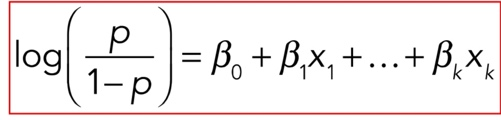 log(p/(1−p)) = β₀ + β₁x₁ + … + βₖxₖ